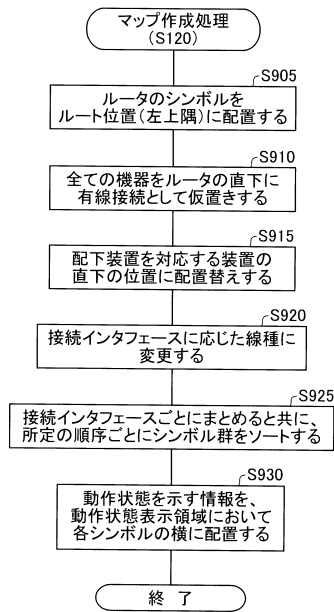 マップ作成処理
(S120)
S905
ルータのシンボルを
ルート位置(左上隅)に配置する
S910
全ての機器をルータの直下に
有線接続として仮置きする
S915
配下装置を対応する装置の
直下の位置に配置替えする
S920
接続インタフェースに応じた線種に
変更する
S925
接続インタフェースごとにまとめると共に、
所定の順序ごとにシンボル群をソートする
S930
動作状態を示す情報を、
動作状態表示領域において
各シンボルの横に配置する
終 了